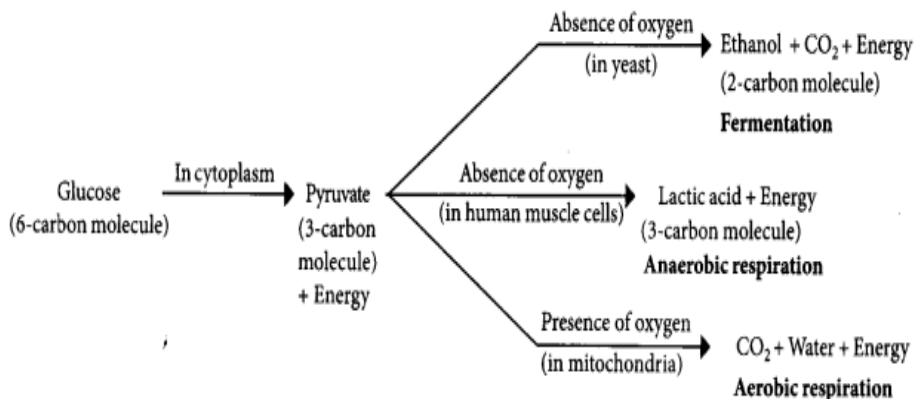 Absence of oxygen
(in yeast)
Ethanol + CO₂ + Energy
(2-carbon molecule)
Fermentation
Glucose
(6-carbon molecule)
In cytoplasm
Pyruvate
(3-carbon
molecule)
+ Energy
Absence of oxygen
(in human muscle cells)
Lactic acid + Energy
(3-carbon molecule)
Anaerobic respiration
Presence of oxygen
(in mitochondria)
CO₂ + Water + Energy
Aerobic respiration